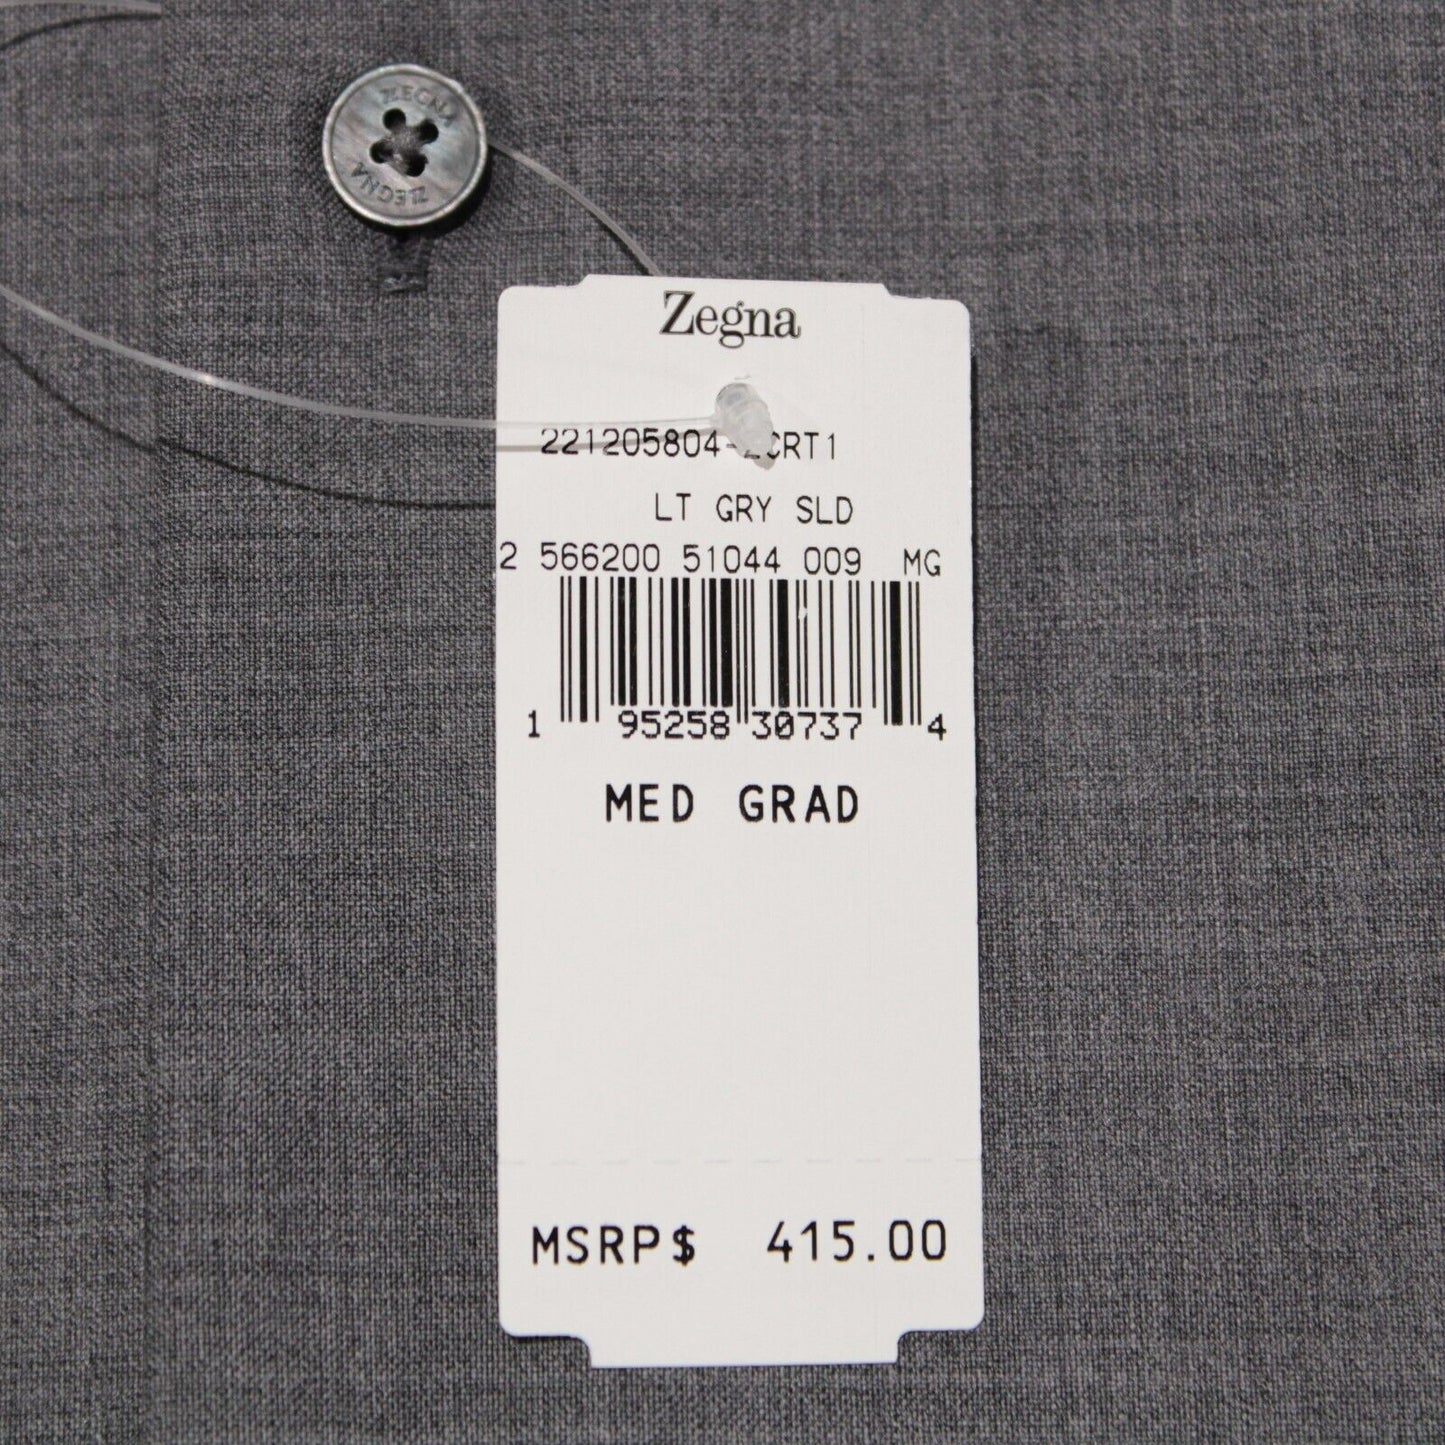 ZEGNA
ZEGNA
Zegna
221205804-ZCRT1
LT GRY SLD
2 566200 51044 009 MG
1 95258 30737 4
MED GRAD
MSRP$ 415.00